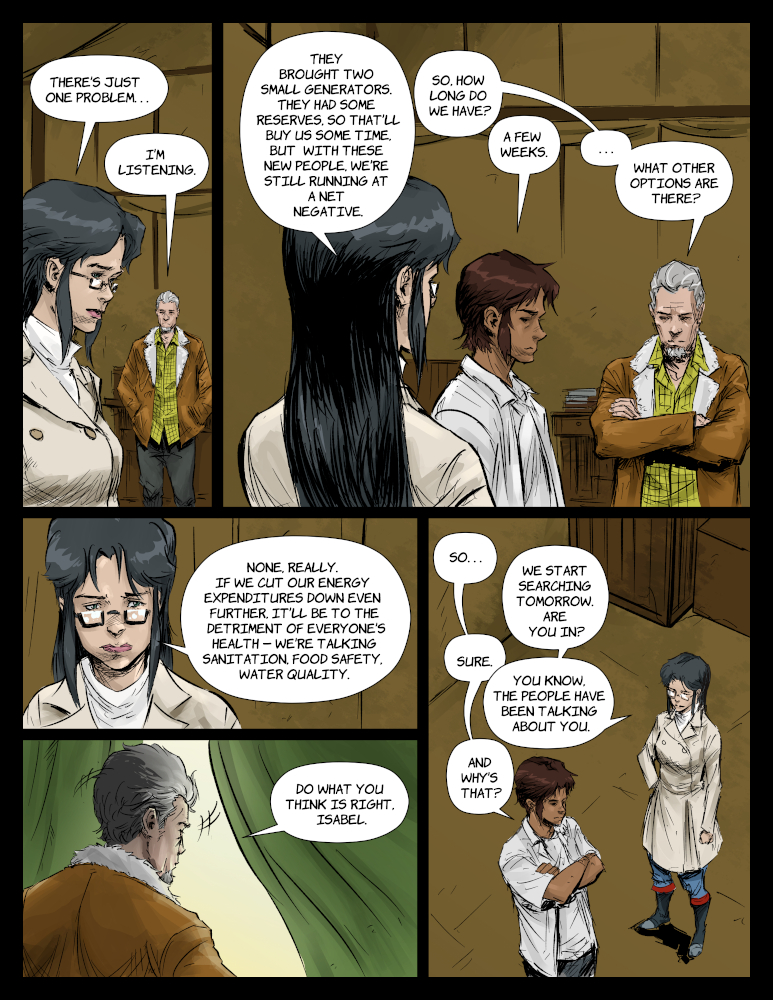 THERE'S JUST
ONE PROBLEM...
I'M
LISTENING.
THEY
BROUGHT TWO
SMALL GENERATORS.
THEY HAD SOME
RESERVES, SO THAT'LL
BUY US SOME TIME,
BUT WITH THESE
NEW PEOPLE, WE'RE
STILL RUNNING AT
A NET
NEGATIVE.
SO, HOW
LONG DO
WE HAVE?
A FEW
WEEKS.
...
WHAT OTHER
OPTIONS ARE
THERE?
NONE, REALLY.
IF WE CUT OUR ENERGY
EXPENDITURES DOWN EVEN
FURTHER, IT'LL BE TO THE
DETRIMENT OF EVERYONE'S
HEALTH – WE'RE TALKING
SANITATION, FOOD SAFETY,
WATER QUALITY.
DO WHAT YOU
THINK IS RIGHT,
ISABEL.
SO...
WE START
SEARCHING
TOMORROW.
ARE
YOU IN?
SURE.
YOU KNOW,
THE PEOPLE HAVE
BEEN TALKING
ABOUT YOU.
AND
WHY'S
THAT?